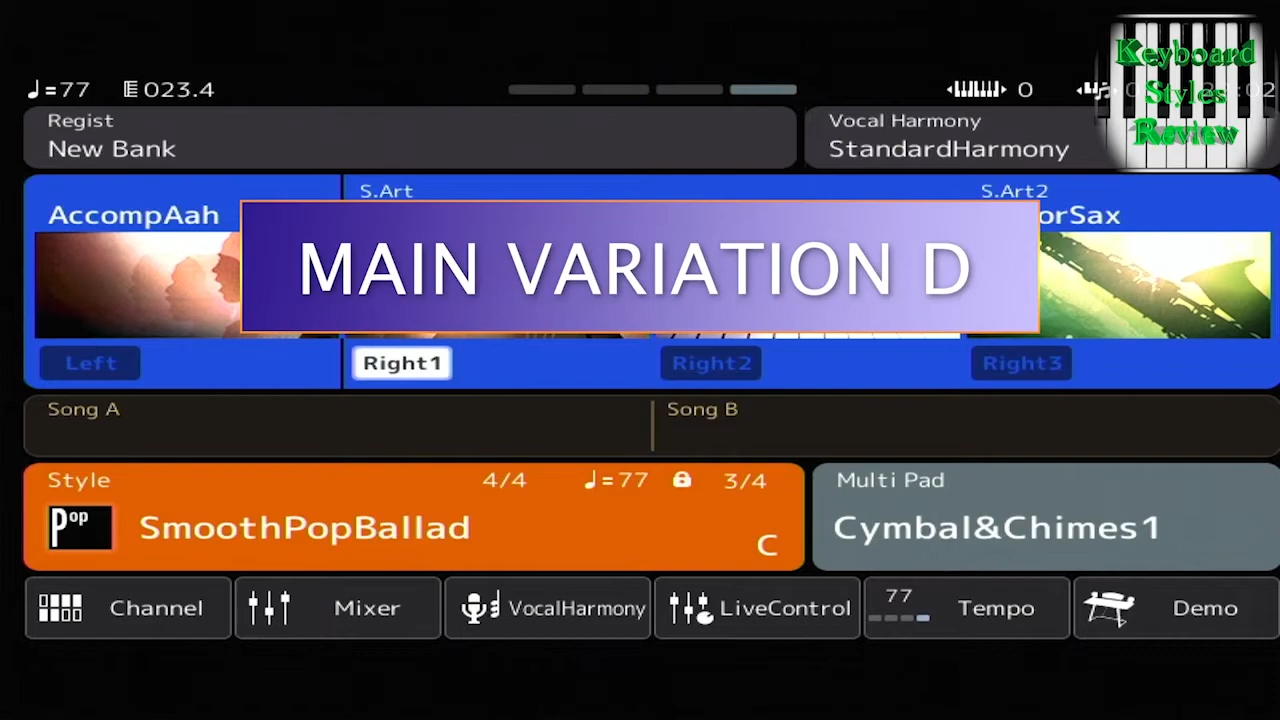 ♩=77 023.4
0
Keyboard
Styles
Review
Regist
New Bank
Vocal Harmony
StandardHarmony
AccompAah
S.Art
S.Art2
orSax
MAIN VARIATION D
Left
Right1
Right2
Right3
Song A
Song B
Style 4/4 ♩=77 3/4
Pop
SmoothPopBallad
C
Multi Pad
Cymbal&Chimes1
Channel
Mixer
VocalHarmony
LiveControl
77
Tempo
Demo